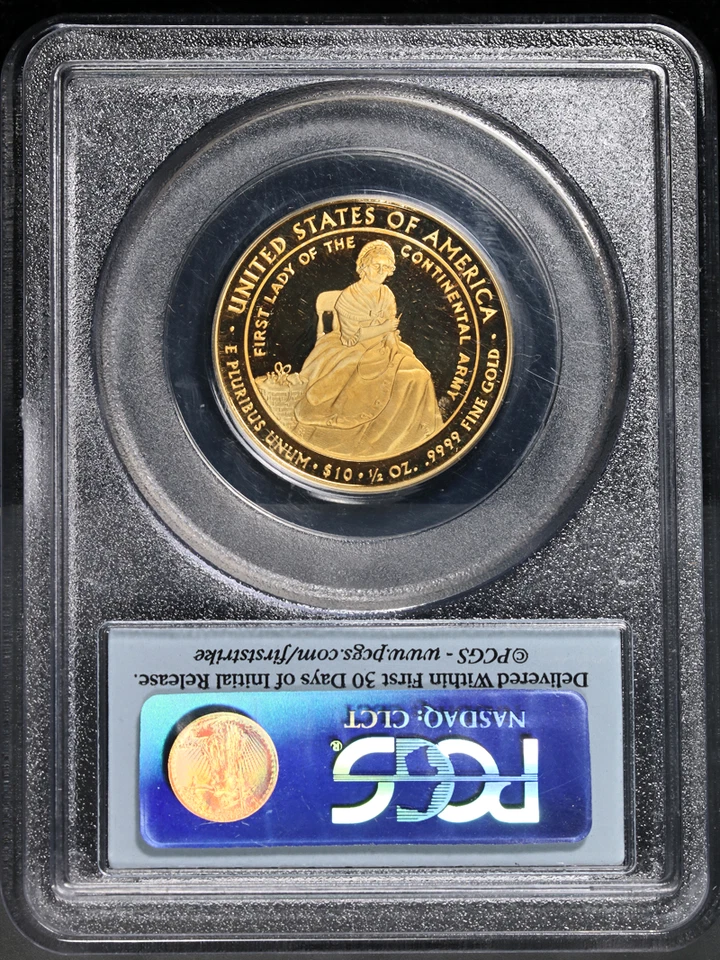 UNITED STATES OF AMERICA
FIRST LADY OF THE CONTINENTAL ARMY
• E PLURIBUS UNUM • $10 • ½ OZ. .9999 FINE GOLD •
©PCGS - www.pcgs.com/firststrike
Delivered Within First 30 Days of Initial Release.
NASDAQ: CLCT
PCGS®